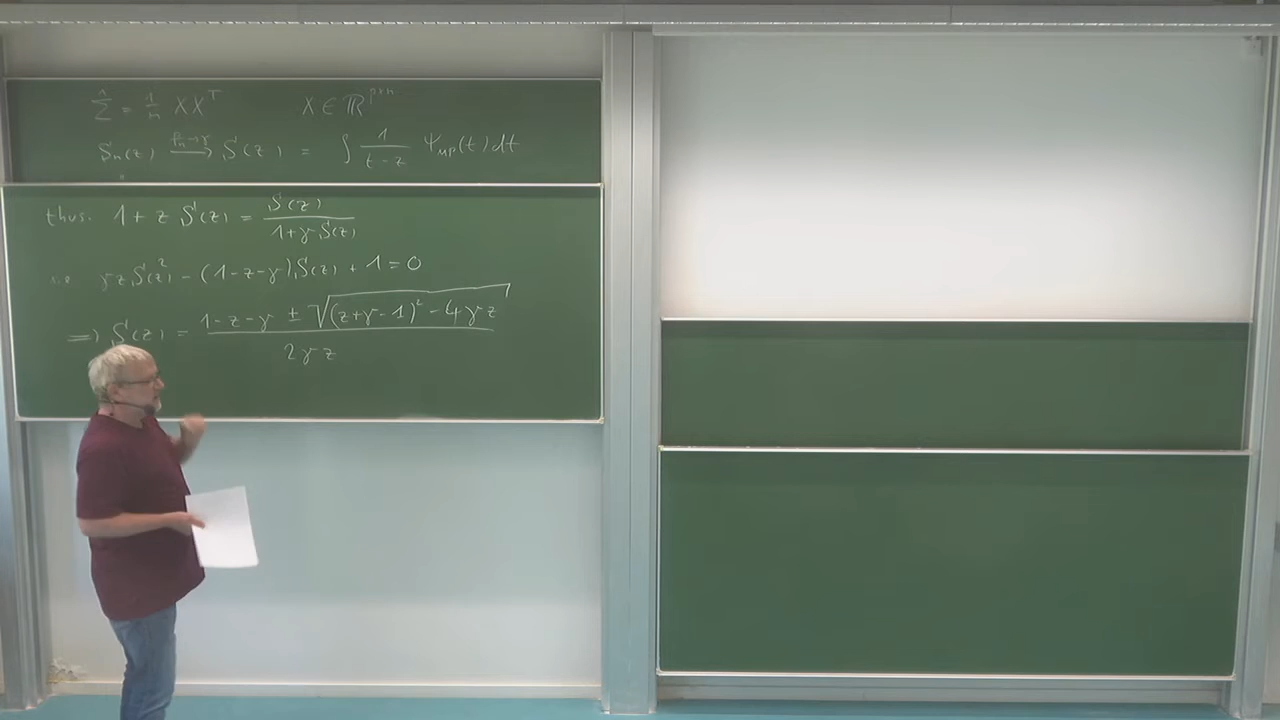 Σ̂ = 1/n XXᵀ    X ∈ ℝ^{p×n}
Sₙ(z) →^{p/n→γ} S(z) = ∫ 1/(t-z) ψ_MP(t) dt
thus. 1 + z S(z) = S(z)/(1+γ S(z))
γ z S(z)² - (1-z-γ) S(z) + 1 = 0
⇒ S(z) = (1-z-γ ± √((z+γ-1)² - 4γz))/(2γz)